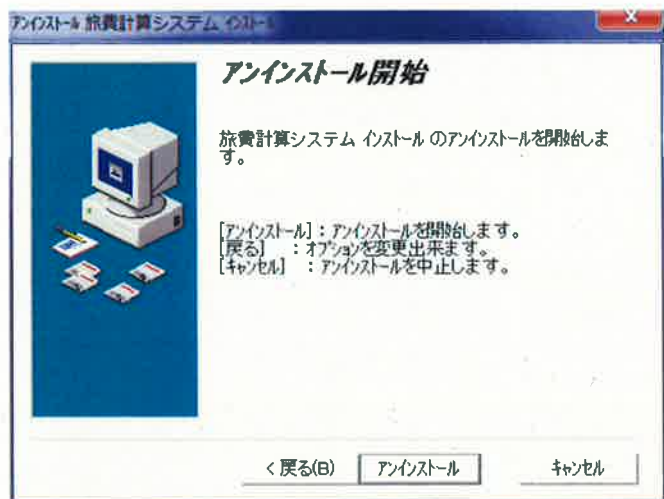 ｱﾝｲﾝｽﾄｰﾙ 旅費計算システム ｲﾝｽﾄｰﾙ
アンインストール開始
旅費計算システム ｲﾝｽﾄｰﾙ のｱﾝｲﾝｽﾄｰﾙを開始しま
す。
[ｱﾝｲﾝｽﾄｰﾙ]：ｱﾝｲﾝｽﾄｰﾙを開始します。
[戻る]　：ｵﾌﾟｼｮﾝを変更出来ます。
[ｷｬﾝｾﾙ]　：ｱﾝｲﾝｽﾄｰﾙを中止します。
< 戻る(B)
ｱﾝｲﾝｽﾄｰﾙ
ｷｬﾝｾﾙ